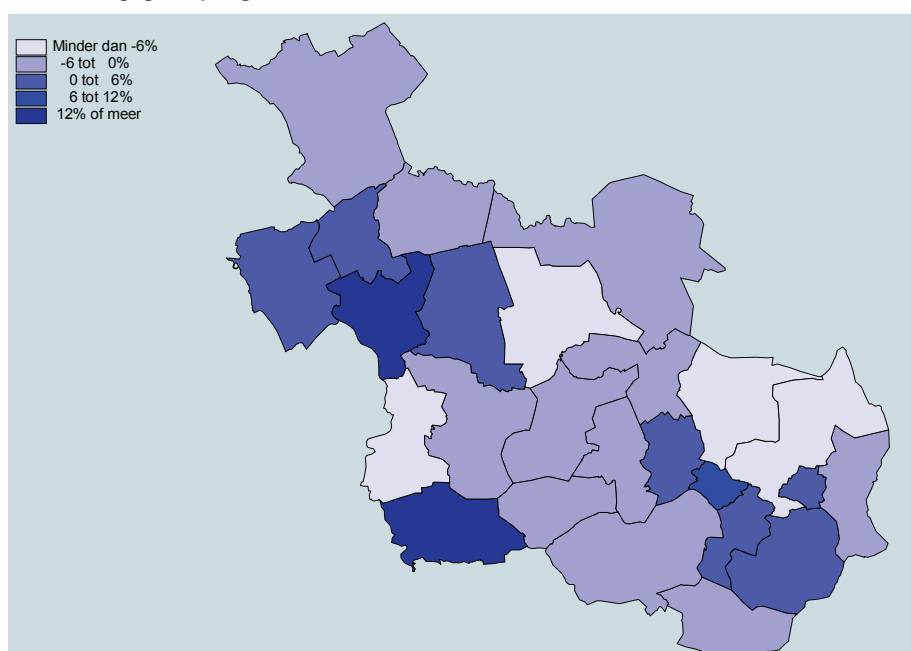 Minder dan -6%
-6 tot 0%
0 tot 6%
6 tot 12%
12% of meer